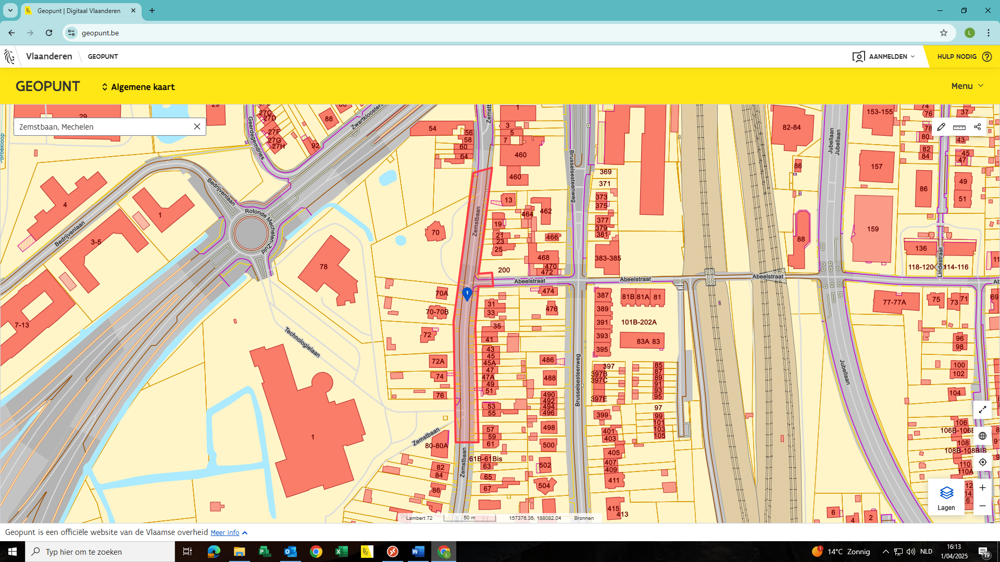 Geopunt | Digitaal Vlaanderen
geopunt.be
L
Vlaanderen
GEOPUNT
AANMELDEN
HULP NODIG
GEOPUNT
Algemene kaart
Menu
Zemstbaan, Mechelen
29
27C
27D
27F
27G
27H
88
92
Geerdegemdries
54
56
58
60
64
1
3
5
7
460
460
153-155
82-84
74
76
78
80
82
84
37
43
45
47
Jubellaan
Jubellaan
Brusselsesteenweg
369
371
373
375
377
379
381
383-385
86
157
86
49
51
4
1
3-5
Bedrijvenlaan
Bedrijvenlaan
Rotonde Mechelen-Zuid
70
Zemstbaan
13
19
21
23
25
464
462
466
468
470
472
200
88
159
136
118-120
114-116
Lindestraat
78
Abeelstraat
Abeelstraat
Abeelstraat
1
70A
70-70B
72
72A
74
76
31
33
35
41
43
45
45A
47
47A
49
51
53
55
57
59
61
474
476
486
488
490
492
494
496
498
500
502
504
387
389
391
393
395
397
397B
397C
397E
399
401
403
405
407
409
411
415
413
81B
81A
81
101B-202A
83A
83
85
87
89
91
93
95
97
99
101
103
105
77-77A
75
73
71
69
96
98
100
102
104
106
108
108B-108BIS
110
110A
7-13
Technologielaan
1
Brusselsesteenweg
Jubellaan
Zemstbaan
80-80A
Zemstbaan
61B-61Bis
63
65
67
82
84
86
6
4
2
Lagen
Lambert 72
50 m
157376.35, 188082.04
Bronnen
Geopunt is een officiële website van de Vlaamse overheid Meer info
Typ hier om te zoeken
1
14°C Zonnig
NLD
16:13
1/04/2025
19